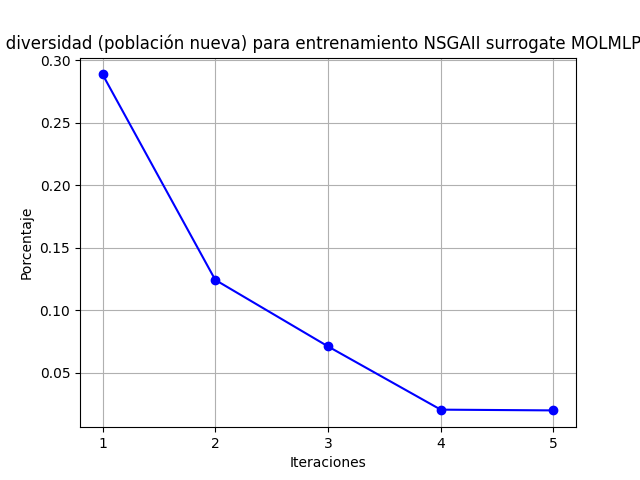 diversidad (población nueva) para entrenamiento NSGAII surrogate MOLMLP
0.30
0.25
0.20
0.15
0.10
0.05
Porcentaje
1 2 3 4 5
Iteraciones